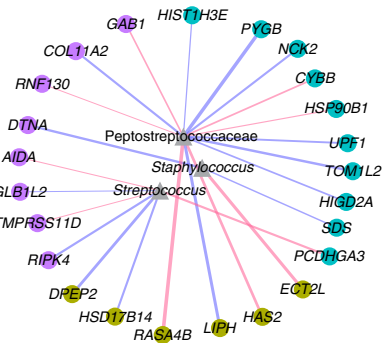 HIST1H3E
GAB1
PYGB
COL11A2
NCK2
RNF130
CYBB
HSP90B1
DTNA
Peptostreptococcaceae
UPF1
AIDA
Staphylococcus
TOM1L2
GLB1L2
Streptococcus
HIGD2A
TMPRSS11D
SDS
RIPK4
PCDHGA3
DPEP2
ECT2L
HSD17B14
HAS2
RASA4B
LIPH